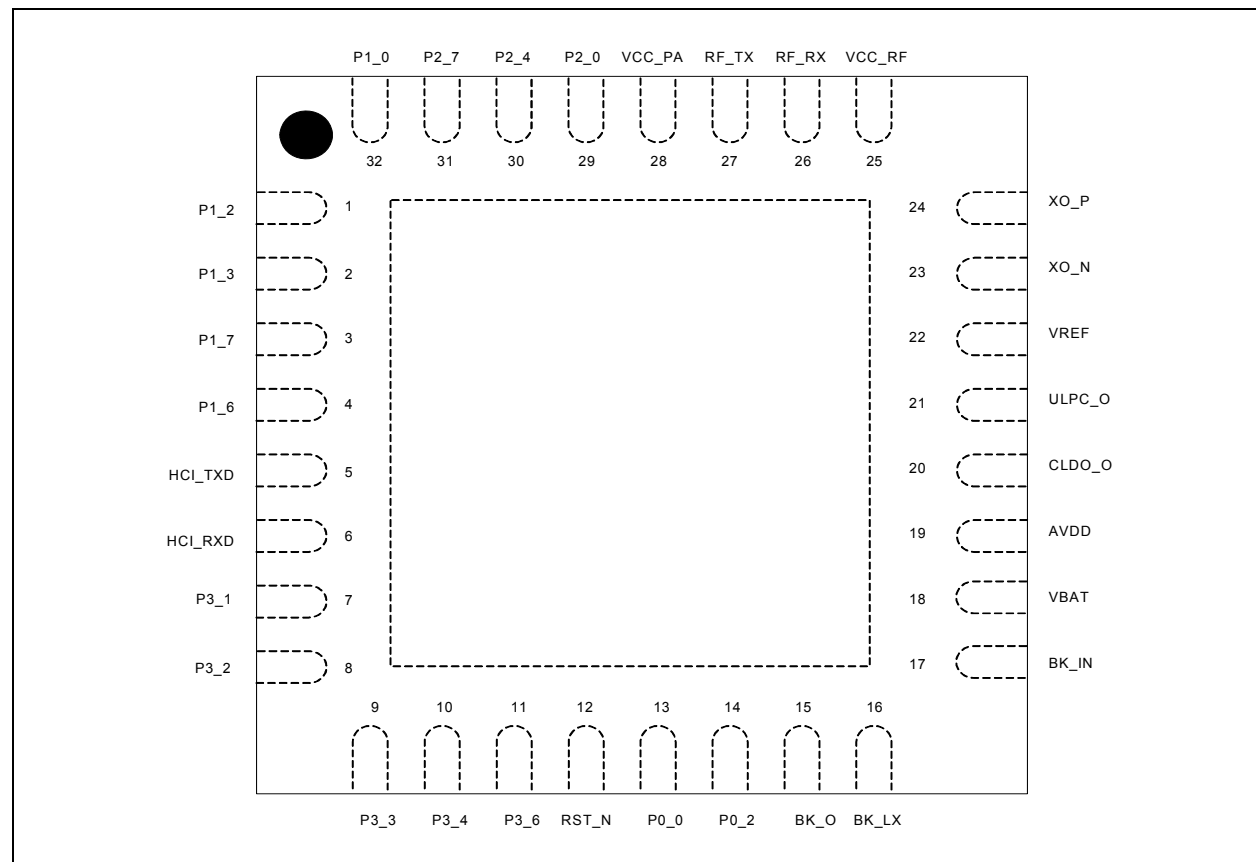 P1_0 P2_7 P2_4 P2_0 VCC_PA RF_TX RF_RX VCC_RF
32 31 30 29 28 27 26 25
P1_2 1 24 XO_P
P1_3 2 23 XO_N
P1_7 3 22 VREF
P1_6 4 21 ULPC_O
HCI_TXD 5 20 CLDO_O
HCI_RXD 6 19 AVDD
P3_1 7 18 VBAT
P3_2 8 17 BK_IN
9 10 11 12 13 14 15 16
P3_3 P3_4 P3_6 RST_N P0_0 P0_2 BK_O BK_LX